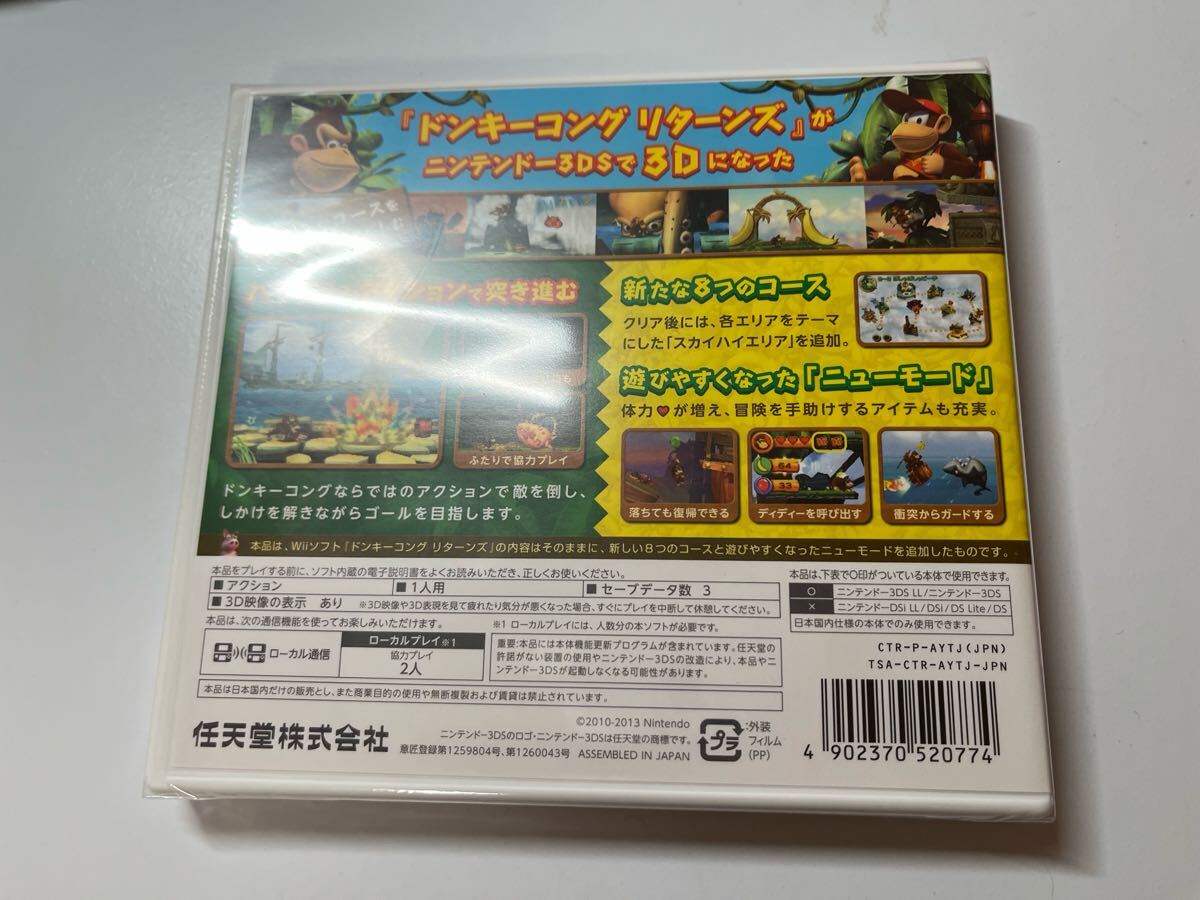 『ドンキーコング リターンズ』が
ニンテンドー3DSで3Dになった
コースを
アクションで突き進む
ふたりで協力プレイ
ドンキーコングならではのアクションで敵を倒し、
しかけを解きながらゴールを目指します。
新たな8つのコース
クリア後には、各エリアをテーマ
にした「スカイハイエリア」を追加。
遊びやすくなった「ニューモード」
体力♥が増え、冒険を手助けするアイテムも充実。
64
33
落ちても復帰できる
ディディーを呼び出す
衝突からガードする
本品は、Wiiソフト『ドンキーコング リターンズ』の内容はそのままに、新しい8つのコースと遊びやすくなったニューモードを追加したものです。
本品をプレイする前に、ソフト内蔵の電子説明書をよくお読みいただき、正しくお使いください。
■アクション ■1人用 ■セーブデータ数 3
■3D映像の表示 あり ※3D映像や3D表現を見て疲れたり気分が悪くなった場合、すぐにプレイを中断して休憩してください。
本品は、次の通信機能を使ってお楽しみいただけます。
※1 ローカルプレイには、人数分の本ソフトが必要です。
ローカル通信
ローカルプレイ※1
協力プレイ
2人
重要:本品には本体機能更新プログラムが含まれています。任天堂の
許諾がない装置の使用やニンテンドー3DSの改造により、本品やニ
ンテンドー3DSが起動しなくなる可能性があります。
本品は日本国内だけの販売とし、また商業目的の使用や無断複製および賃貸は禁止されています。
本品は、下表で○印がついている本体で使用できます。
○ ニンテンドー3DS LL/ニンテンドー3DS
× ニンテンドーDSi LL/DSi/DS Lite/DS
日本国内仕様の本体でのみ使用できます。
CTR-P-AYTJ(JPN)
TSA-CTR-AYTJ-JPN
任天堂株式会社
©2010-2013 Nintendo
ニンテンドー3DSのロゴ・ニンテンドー3DSは任天堂の商標です。
意匠登録第1259804号、第1260043号 ASSEMBLED IN JAPAN
プラ
:外装
フィルム
(PP)
4 902370 520774